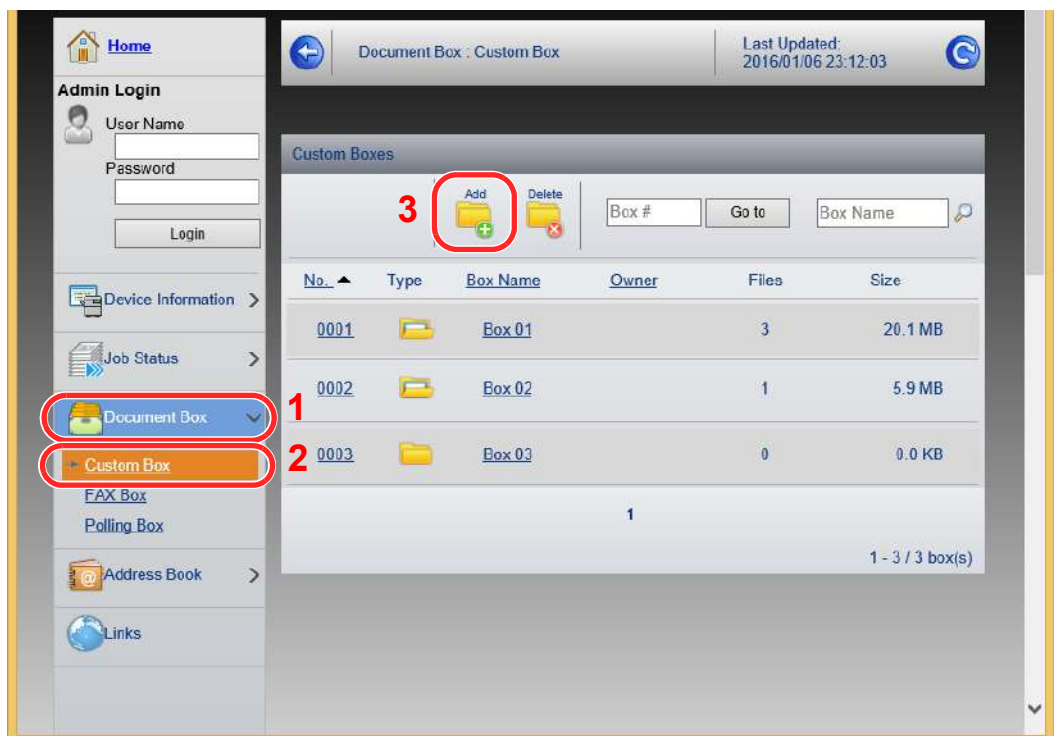 Home
Document Box : Custom Box
Last Updated:
2016/01/06 23:12:03
Admin Login
User Name
Password
Login
Custom Boxes
3
Add
Delete
Box #
Go to
Box Name
No.
Type
Box Name
Owner
Files
Size
Device Information
0001
Box 01
3
20.1 MB
Job Status
0002
Box 02
1
5.9 MB
Document Box
1
Custom Box
2
0003
Box 03
0
0.0 KB
FAX Box
Polling Box
1
1 - 3 / 3 box(s)
Address Book
Links